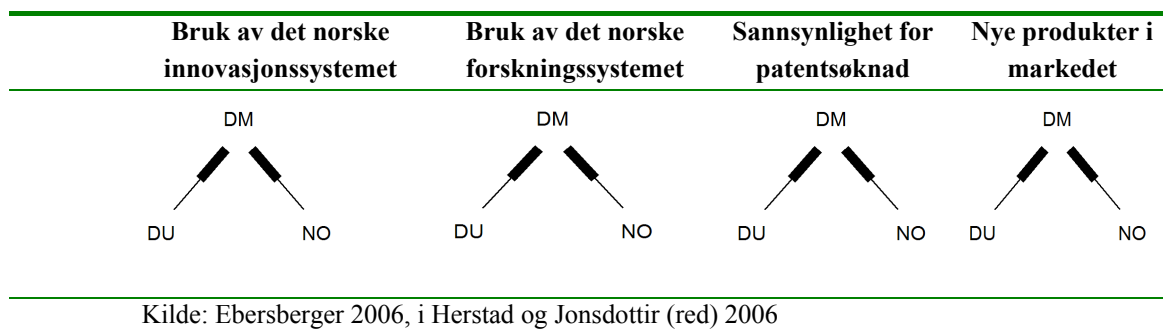 Bruk av det norske innovasjonssystemet
Bruk av det norske forskningssystemet
Sannsynlighet for patentsøknad
Nye produkter i markedet
DM
DU NO
DM
DU NO
DM
DU NO
DM
DU NO
Kilde: Ebersberger 2006, i Herstad og Jonsdottir (red) 2006